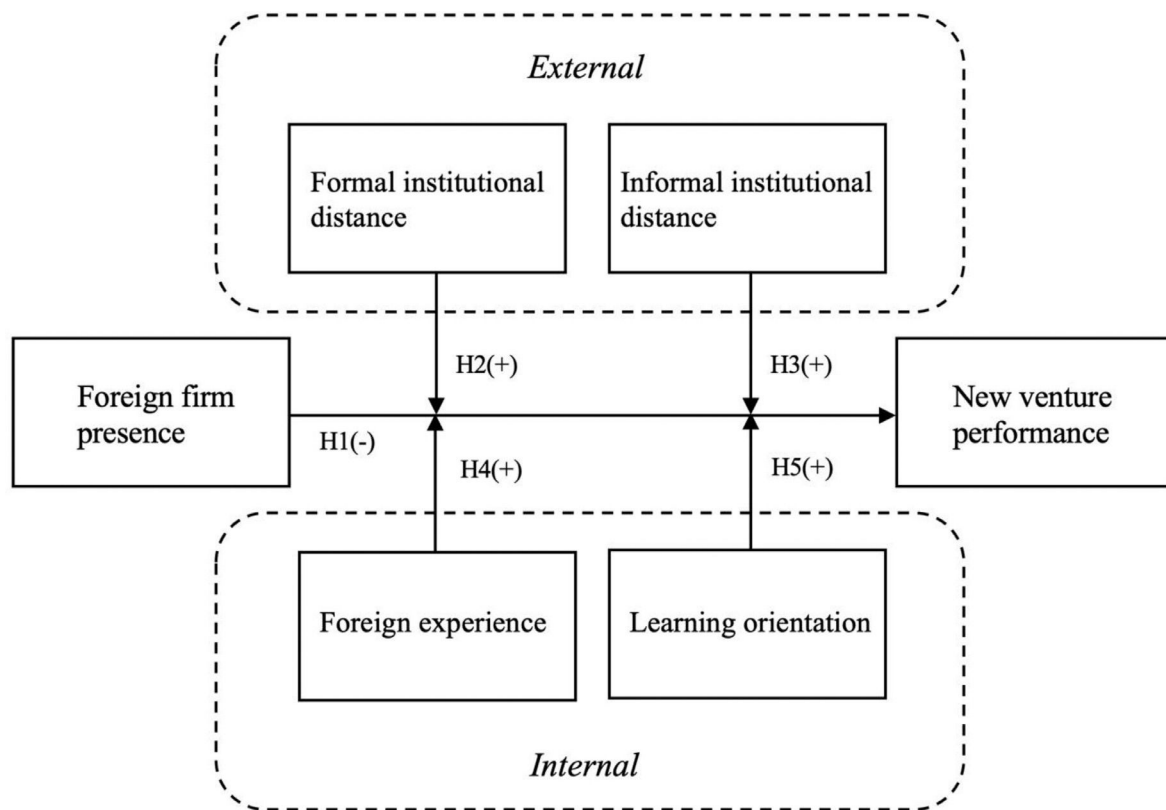 External
Formal institutional
distance
Informal institutional
distance
H2(+)
H3(+)
Foreign firm
presence
New venture
performance
H1(-)
H4(+)
H5(+)
Foreign experience
Learning orientation
Internal